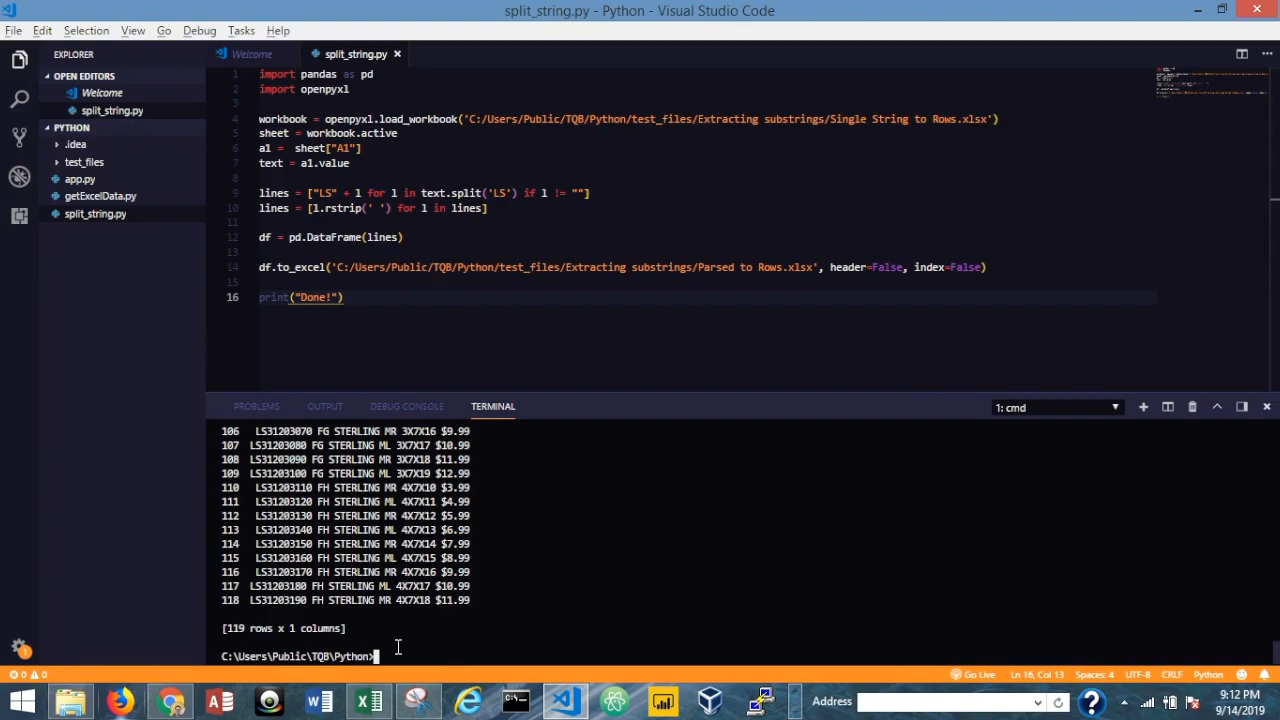 split_string.py - Python - Visual Studio Code
File Edit Selection View Go Debug Tasks Help
EXPLORER
OPEN EDITORS
Welcome
split_string.py
PYTHON
.idea
test_files
app.py
getExcelData.py
split_string.py
Welcome split_string.py
1 import pandas as pd
2 import openpyxl
3
4 workbook = openpyxl.load_workbook('C:/Users/Public/TQB/Python/test_files/Extracting substrings/Single String to Rows.xlsx')
5 sheet = workbook.active
6 a1 = sheet["A1"]
7 text = a1.value
9 lines = ["LS" + l for l in text.split('LS') if l != ""]
10 lines = [l.rstrip(' ') for l in lines]
11
12 df = pd.DataFrame(lines)
13
14 df.to_excel('C:/Users/Public/TQB/Python/test_files/Extracting substrings/Parsed to Rows.xlsx', header=False, index=False)
15
16 print("Done!")
PROBLEMS OUTPUT DEBUG CONSOLE TERMINAL
1: cmd
106 LS31203070 FG STERLING MR 3X7X16 $9.99
107 LS31203080 FG STERLING ML 3X7X17 $10.99
108 LS31203090 FG STERLING MR 3X7X18 $11.99
109 LS31203100 FG STERLING ML 3X7X19 $12.99
110 LS31203110 FH STERLING MR 4X7X10 $3.99
111 LS31203120 FH STERLING ML 4X7X11 $4.99
112 LS31203130 FH STERLING MR 4X7X12 $5.99
113 LS31203140 FH STERLING ML 4X7X13 $6.99
114 LS31203150 FH STERLING MR 4X7X14 $7.99
115 LS31203160 FH STERLING ML 4X7X15 $8.99
116 LS31203170 FH STERLING MR 4X7X16 $9.99
117 LS31203180 FH STERLING ML 4X7X17 $10.99
118 LS31203190 FH STERLING MR 4X7X18 $11.99
[119 rows x 1 columns]
C:\Users\Public\TQB\Python>
0 0 Go Live Ln 16, Col 13 Spaces: 4 UTF-8 CRLF Python
Address
9:12 PM
9/14/2019